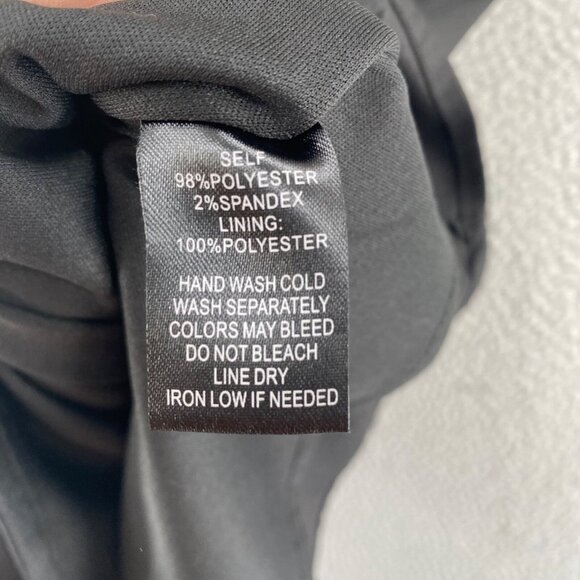 SELF
98%POLYESTER
2%SPANDEX
LINING:
100%POLYESTER
HAND WASH COLD
WASH SEPARATELY
COLORS MAY BLEED
DO NOT BLEACH
LINE DRY
IRON LOW IF NEEDED